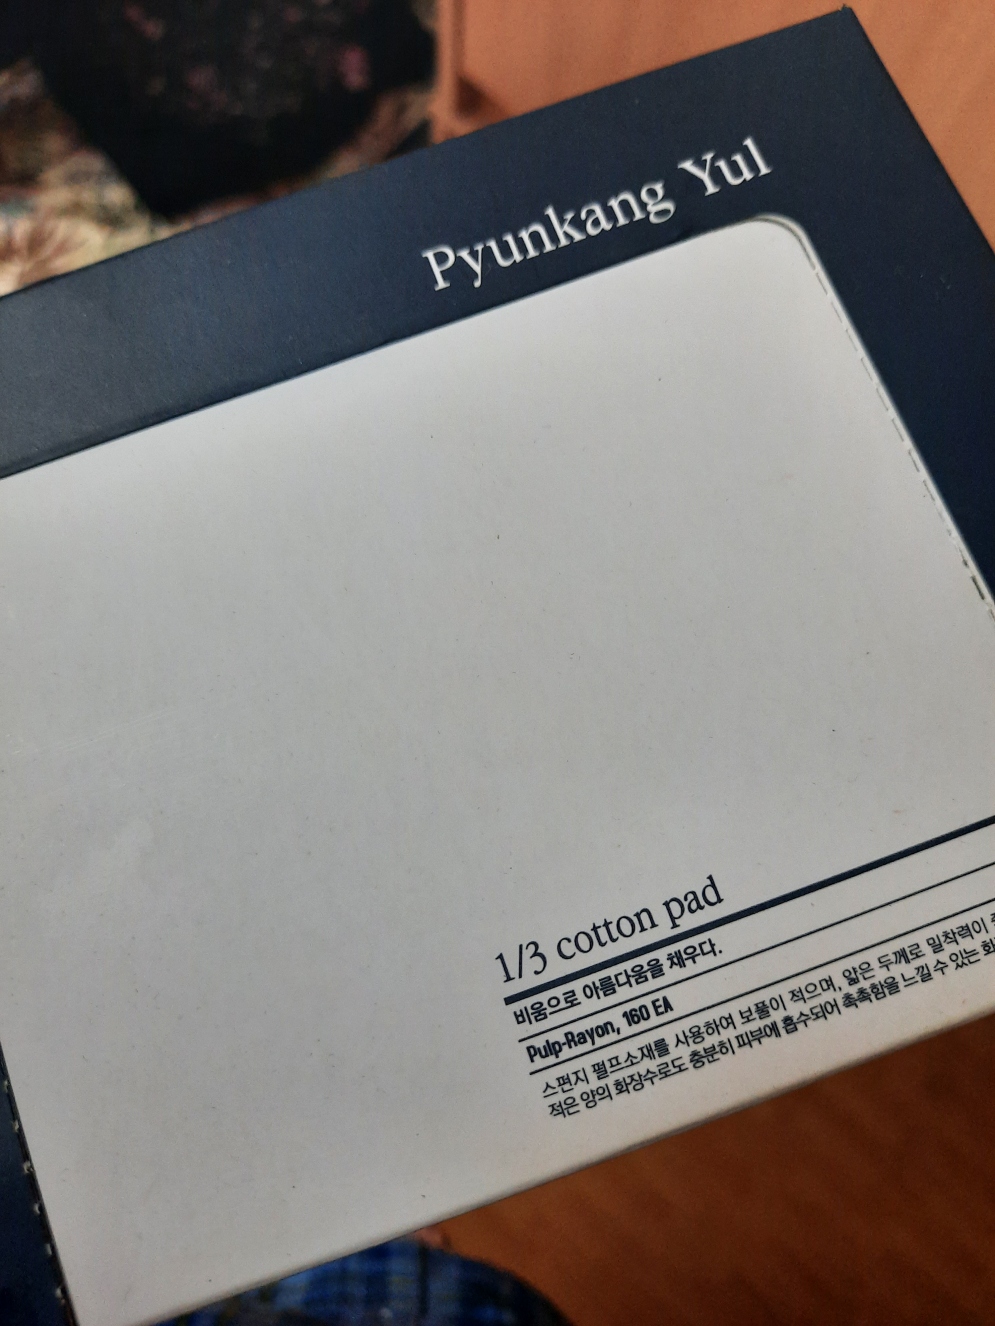 Pyunkang Yul
1/3 cotton pad
비움으로 아름다움을 채우다.
Pulp-Rayon, 160 EA
스펀지 펄프소재를 사용하여 보풀이 적으며, 얇은 두께로 밀착력이
적은 양의 화장수로도 충분히 피부에 흡수되어 촉촉함을 느낄 수 있는